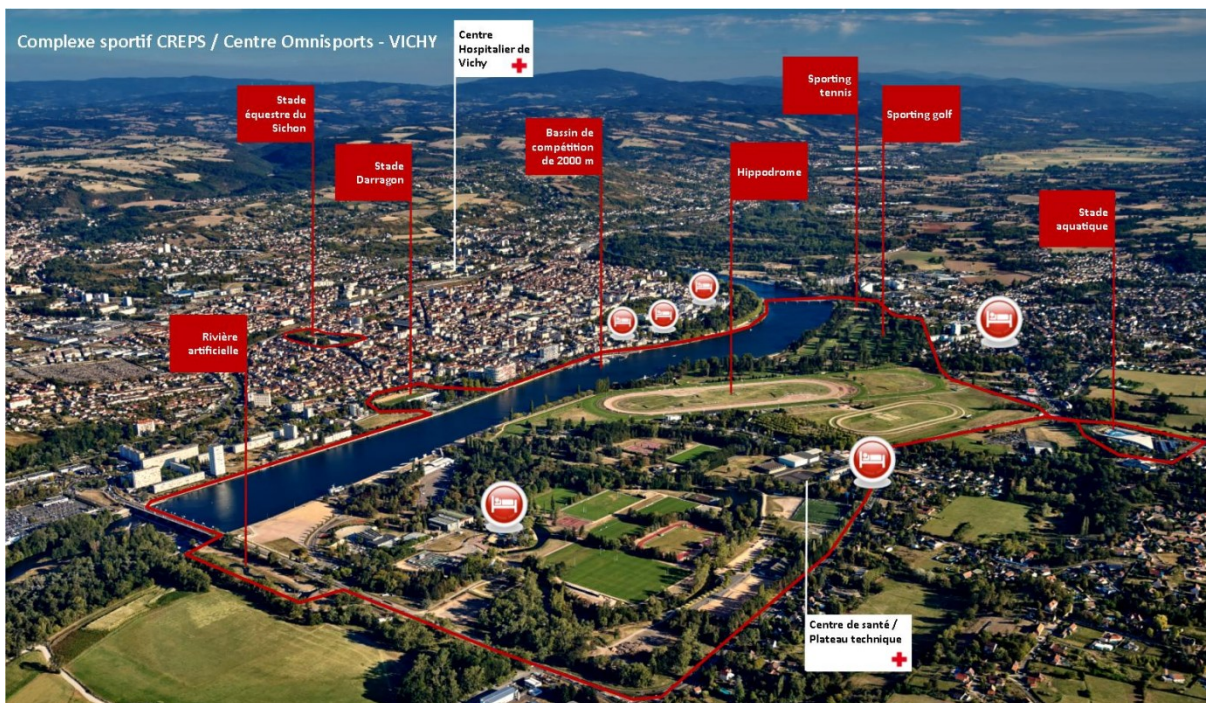 Complexe sportif CREPS / Centre Omnisports - VICHY
Centre
Hospitalier de
Vichy
Stade
équestre du
Sichon
Stade
Darragon
Bassin de
compétition
de 2000 m
Hippodrome
Sporting
tennis
Sporting golf
Stade
aquatique
Rivière
artificielle
Centre de santé /
Plateau technique